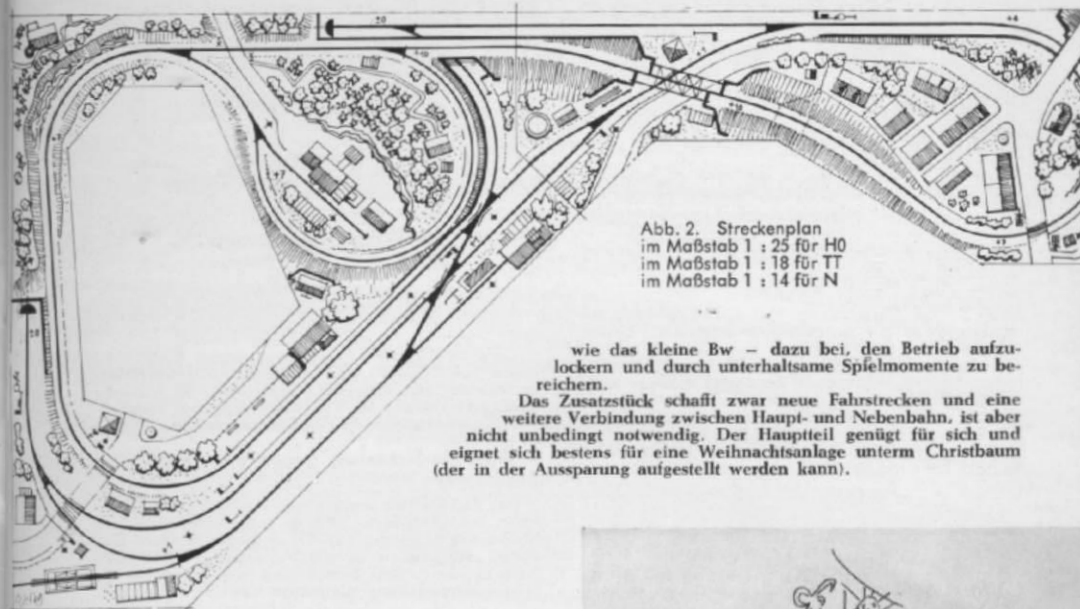 Abb. 2. Streckenplan
im Maßstab 1 : 25 für H0
im Maßstab 1 : 18 für TT
im Maßstab 1 : 14 für N
wie das kleine Bw — dazu bei, den Betrieb aufzu-
lockern und durch unterhaltsame Spielmomente zu be-
reichern.
Das Zusatzstück schafft zwar neue Fahrstrecken und eine
weitere Verbindung zwischen Haupt- und Nebenbahn, ist aber
nicht unbedingt notwendig. Der Hauptteil genügt für sich und
eignet sich bestens für eine Weihnachtsanlage unterm Christbaum
(der in der Aussparung aufgestellt werden kann).